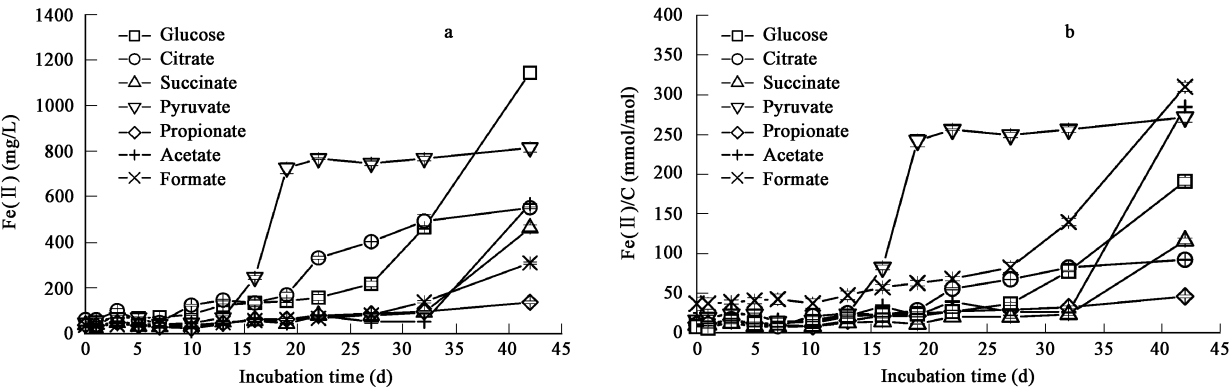 a
Fe(Ⅱ) (mg/L)
1400
1200
1000
800
600
400
200
0
Glucose
Citrate
Succinate
Pyruvate
Propionate
Acetate
Formate
0 5 10 15 20 25 30 35 40 45
Incubation time (d)
b
Fe(Ⅱ)/C (mmol/mol)
400
350
300
250
200
150
100
50
0
Glucose
Citrate
Succinate
Pyruvate
Propionate
Acetate
Formate
0 5 10 15 20 25 30 35 40 45
Incubation time (d)